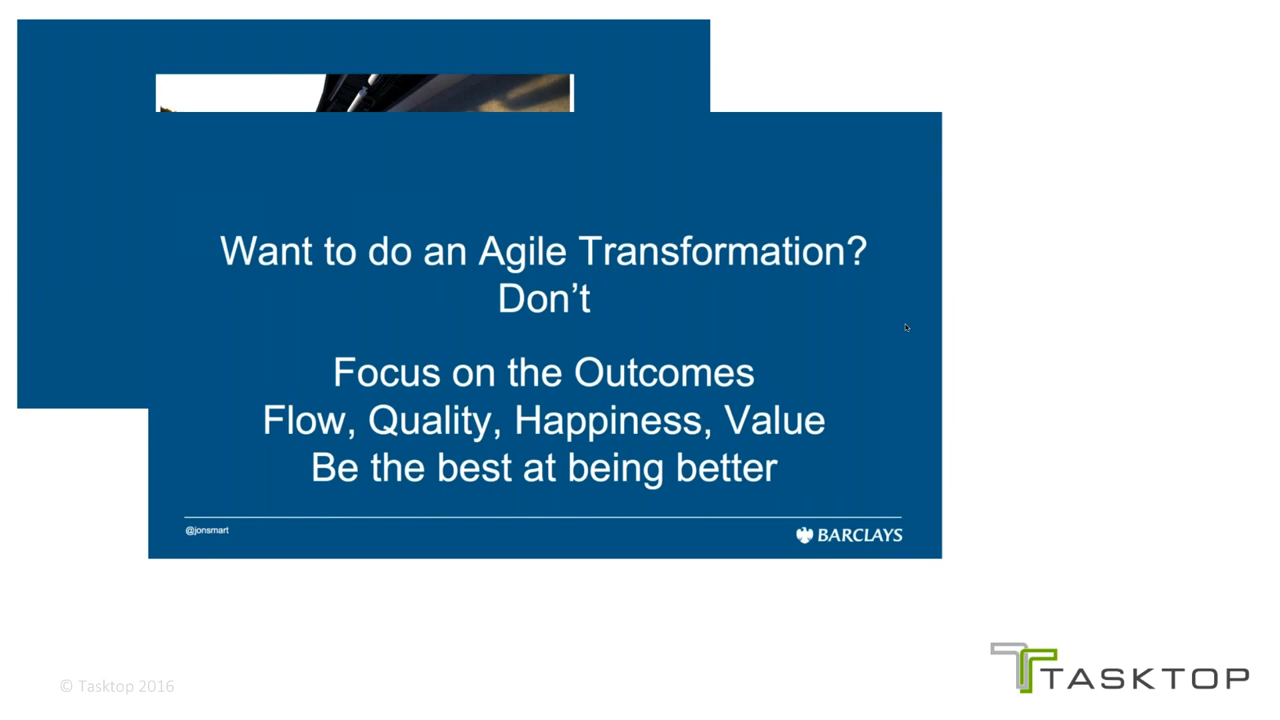 Want to do an Agile Transformation?
Don't
Focus on the Outcomes
Flow, Quality, Happiness, Value
Be the best at being better
@jonsmart
BARCLAYS
© Tasktop 2016
TASKTOP